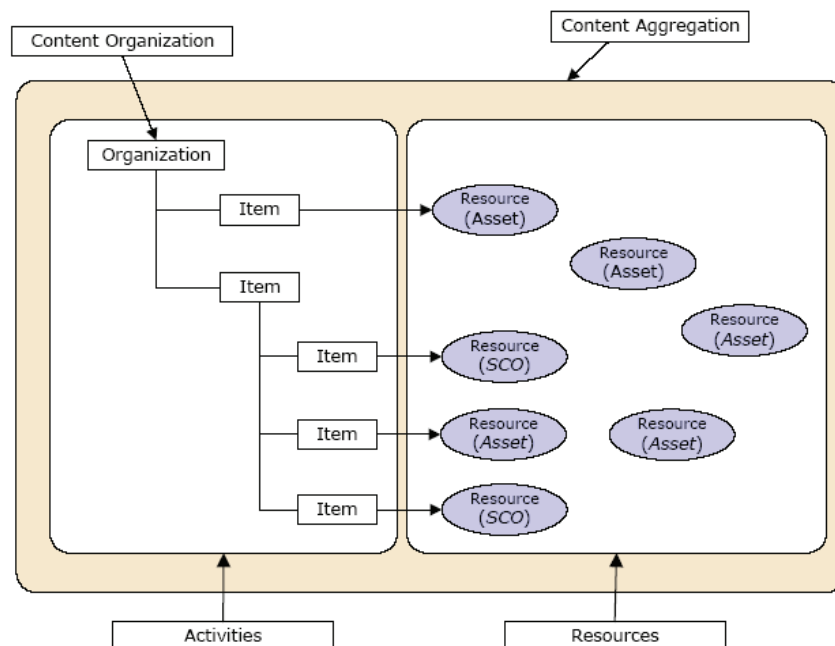 Content Organization
Content Aggregation
Organization
Item
Resource
(Asset)
Resource
(Asset)
Item
Resource
(Asset)
Item
Resource
(SCO)
Item
Resource
(Asset)
Resource
(Asset)
Item
Resource
(SCO)
Activities
Resources